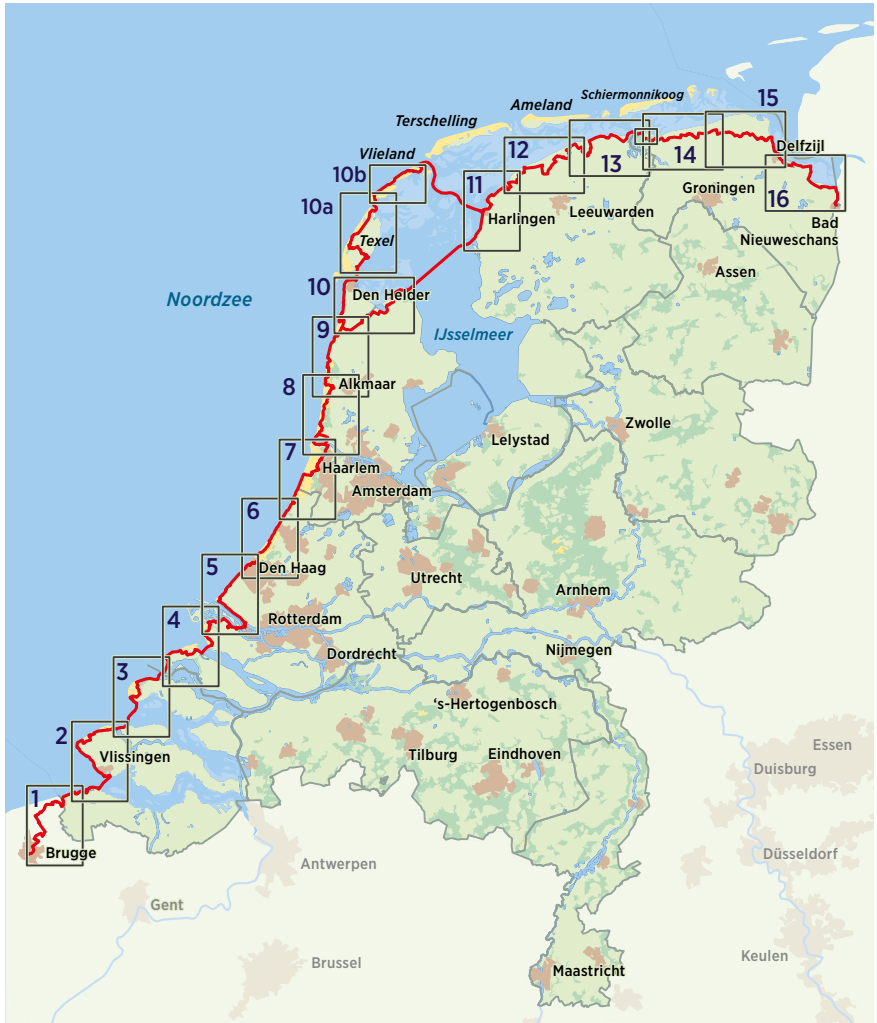 Schiermonnikoog
15
Ameland
Terschelling
Delfzijl
Vlieland
12
13
14
10b
11
Groningen
16
10a
Harlingen
Leeuwarden
Bad
Nieuweschans
Texel
Assen
Noordzee
10
Den Helder
9
IJsselmeer
8
Alkmaar
Zwolle
Lelystad
7
Haarlem
Amsterdam
6
5
Den Haag
Utrecht
Arnhem
4
Rotterdam
Nijmegen
Dordrecht
3
's-Hertogenbosch
2
Vlissingen
Tilburg
Eindhoven
Essen
Duisburg
1
Brugge
Antwerpen
Düsseldorf
Gent
Brussel
Maastricht
Keulen